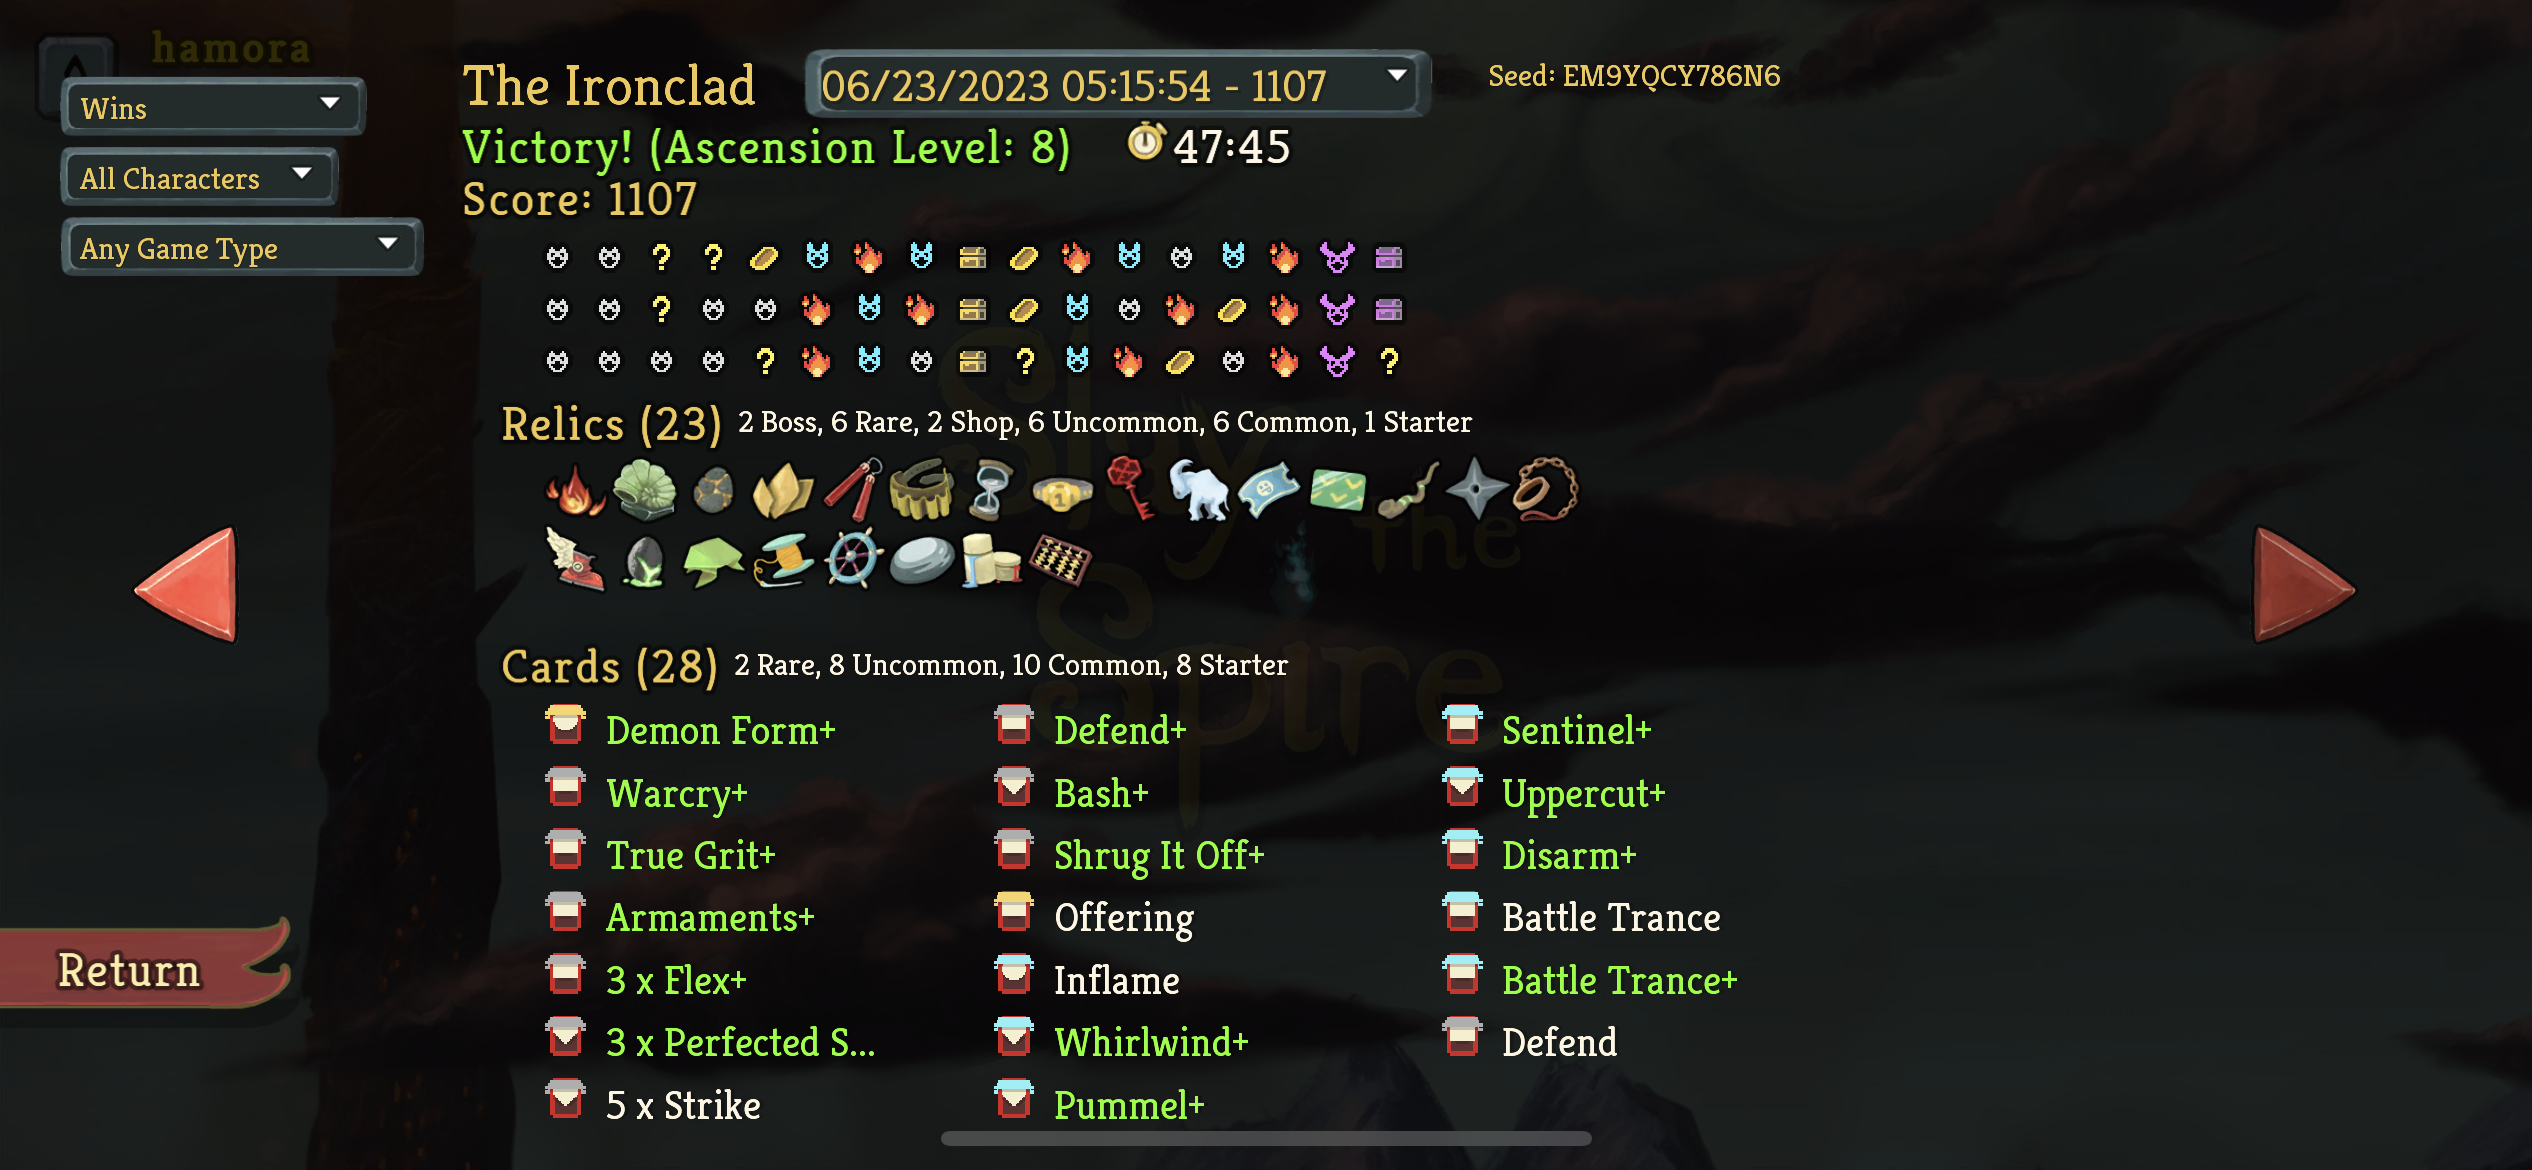 hamora
Wins
All Characters
Any Game Type
The Ironclad
06/23/2023 05:15:54 - 1107
Seed: EM9YQCY786N6
Victory! (Ascension Level: 8)
47:45
Score: 1107
? ?
?
? ? ?
Relics (23) 2 Boss, 6 Rare, 2 Shop, 6 Uncommon, 6 Common, 1 Starter
1
Slay the Spire
Cards (28) 2 Rare, 8 Uncommon, 10 Common, 8 Starter
Demon Form+
Warcry+
True Grit+
Armaments+
3 x Flex+
3 x Perfected S...
5 x Strike
Defend+
Bash+
Shrug It Off+
Offering
Inflame
Whirlwind+
Pummel+
Sentinel+
Uppercut+
Disarm+
Battle Trance
Battle Trance+
Defend
Return